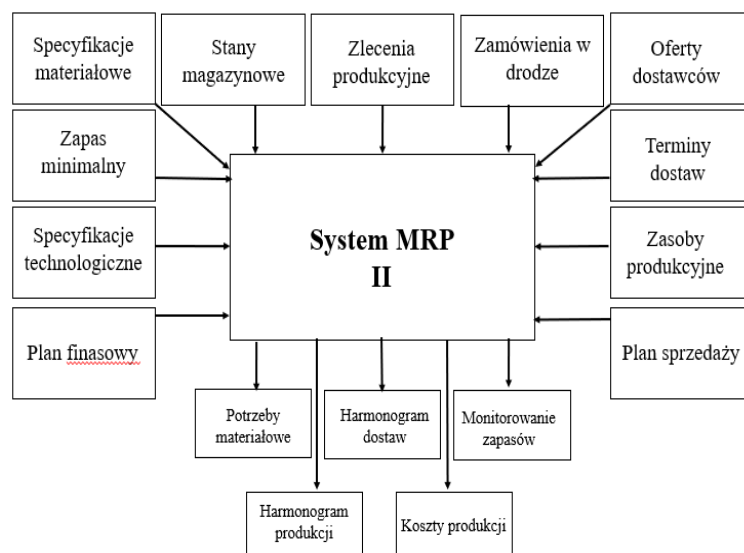 Specyfikacje
materiałowe
Stany
magazynowe
Zlecenia
produkcyjne
Zamówienia w
drodze
Oferty
dostawców
Zapas
minimalny
Terminy
dostaw
Specyfikacje
technologiczne
System MRP
II
Zasoby
produkcyjne
Plan finasowy
Plan sprzedaży
Potrzeby
materiałowe
Harmonogram
dostaw
Monitorowanie
zapasów
Harmonogram
produkcji
Koszty produkcji